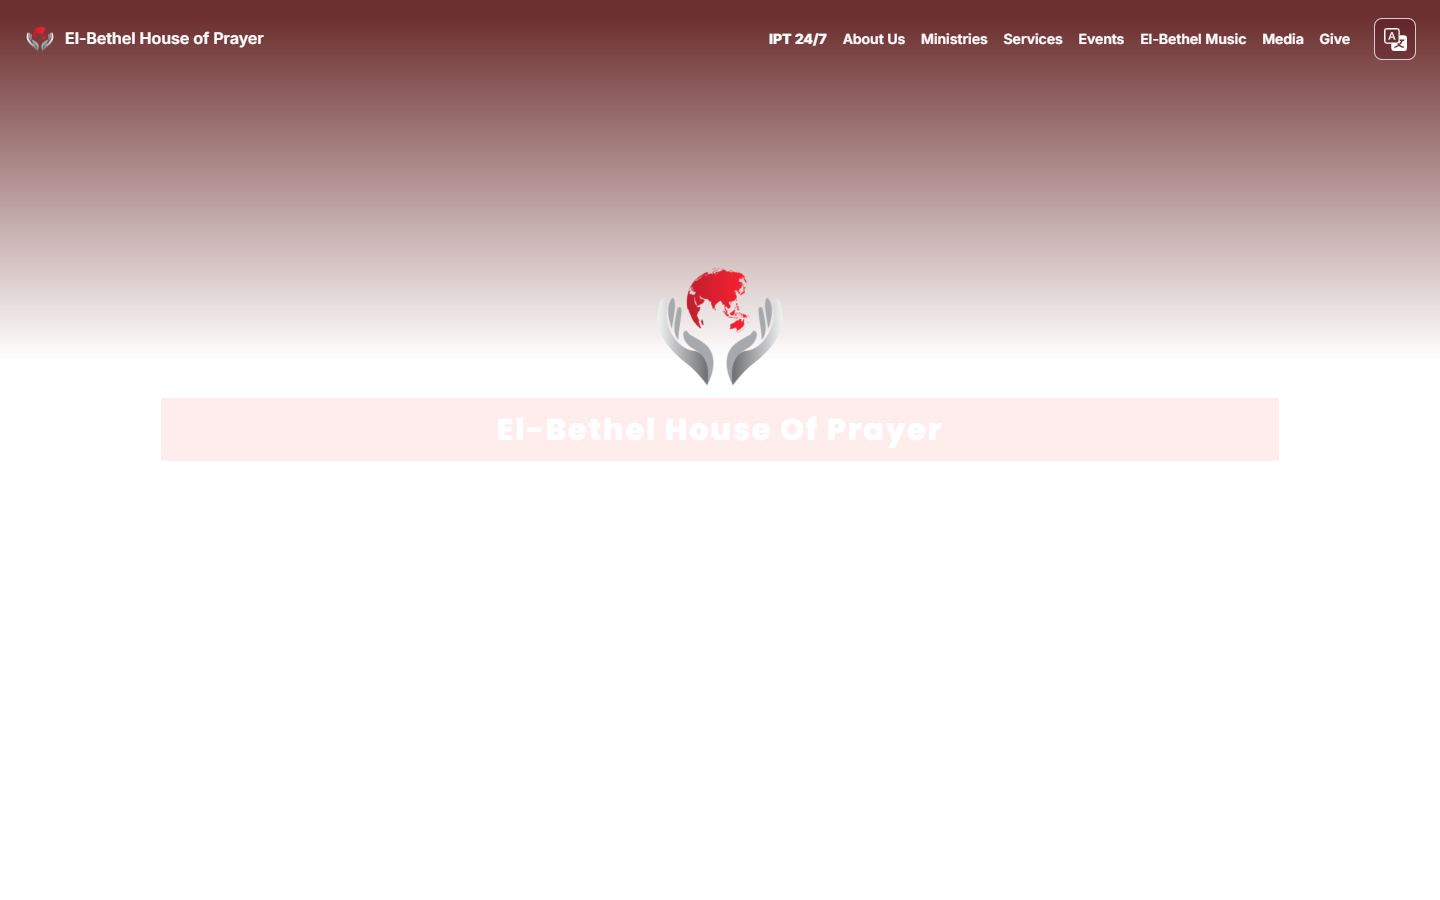 El-Bethel House of Prayer
IPT 24/7 About Us Ministries Services Events El-Bethel Music Media Give
A
El-Bethel House Of Prayer